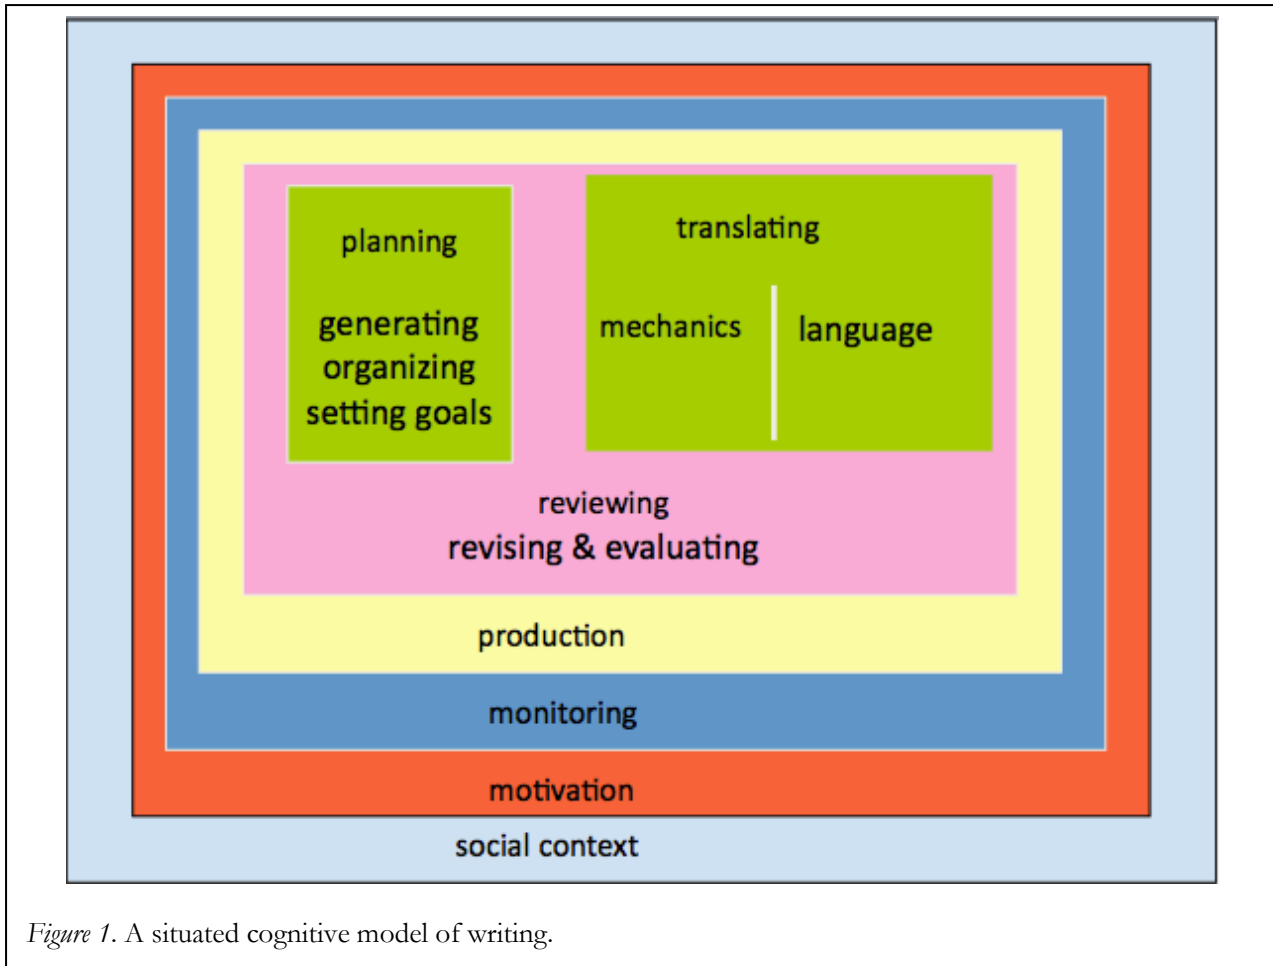 planning
generating
organizing
setting goals
translating
mechanics
language
reviewing
revising & evaluating
production
monitoring
motivation
social context
Figure 1. A situated cognitive model of writing.